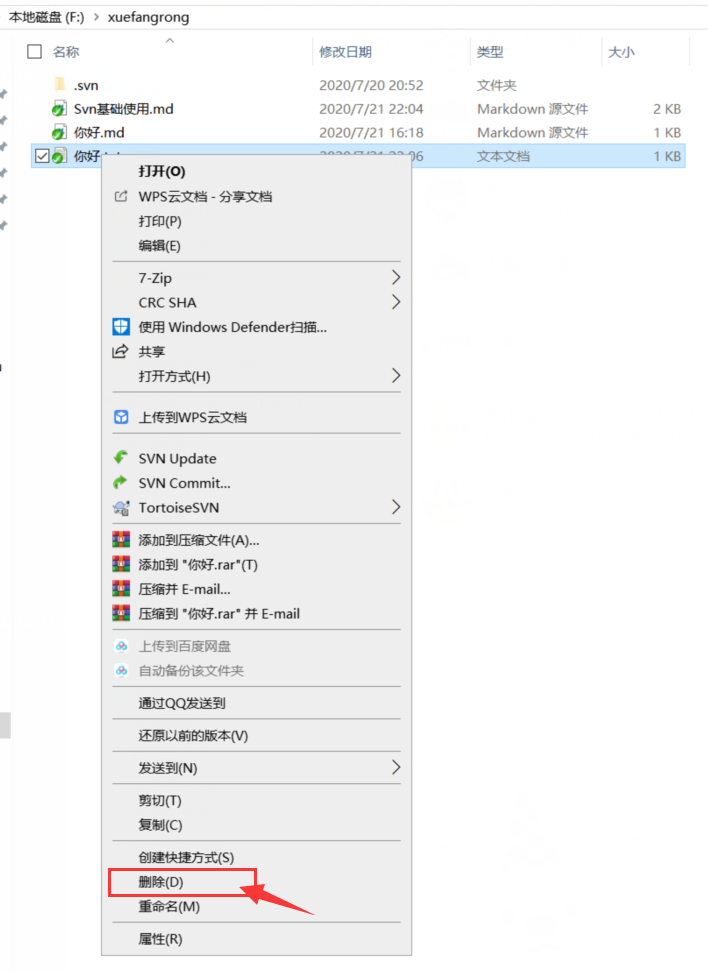 本地磁盘 (F:) > xuefangrong
名称 修改日期 类型 大小
.svn 2020/7/20 20:52 文件夹
Svn基础使用.md 2020/7/21 22:04 Markdown 源文件 2 KB
你好.md 2020/7/21 16:18 Markdown 源文件 1 KB
你好 文本文档 1 KB
打开(O)
WPS云文档 - 分享文档
打印(P)
编辑(E)
7-Zip
CRC SHA
使用 Windows Defender扫描...
共享
打开方式(H)
上传到WPS云文档
SVN Update
SVN Commit...
TortoiseSVN
添加到压缩文件(A)...
添加到 "你好.rar"(T)
压缩并 E-mail...
压缩到 "你好.rar" 并 E-mail
上传到百度网盘
自动备份该文件夹
通过QQ发送到
还原以前的版本(V)
发送到(N)
剪切(T)
复制(C)
创建快捷方式(S)
删除(D)
重命名(M)
属性(R)